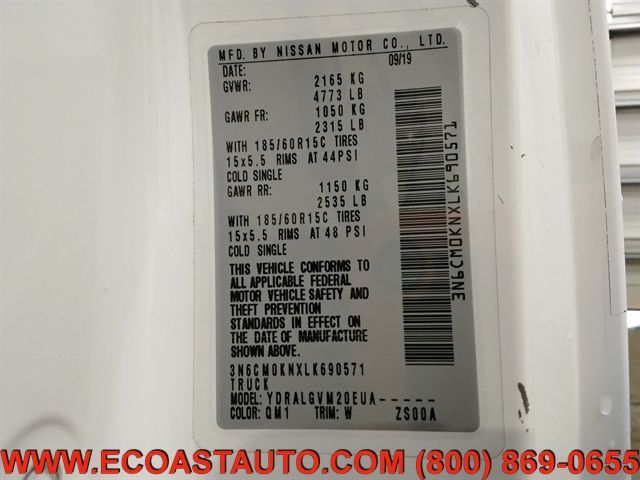 MFD. BY NISSAN MOTOR CO., LTD.
DATE: 09/19
GVWR: 2165 KG
4773 LB
GAWR FR: 1050 KG
2315 LB
WITH 185/60R15C TIRES
15x5.5 RIMS AT 44PSI
COLD SINGLE
GAWR RR: 1150 KG
2535 LB
WITH 185/60R15C TIRES
15x5.5 RIMS AT 48 PSI
COLD SINGLE
THIS VEHICLE CONFORMS TO
ALL APPLICABLE FEDERAL
MOTOR VEHICLE SAFETY AND
THEFT PREVENTION
STANDARDS IN EFFECT ON
THE DATE OF MANUFACTURE
SHOWN ABOVE.
3N6CM0KNXLK690571
TRUCK
MODEL: YDRALGVM20EUA-----
COLOR: QM1 TRIM: W ZS00A
3N6CM0KNXLK690571
WWW.ECOASTAUTO.COM (800) 869-0655